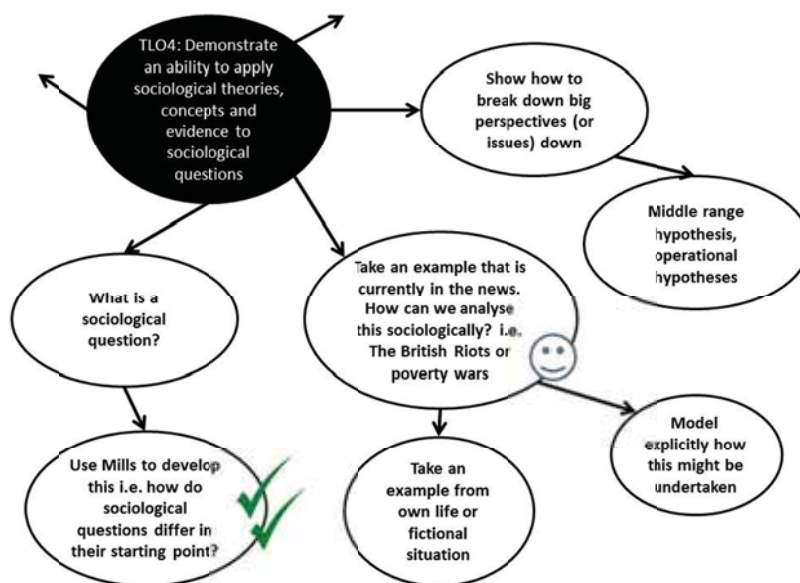 TLO4: Demonstrate
an ability to apply
sociological theories,
concepts and
evidence to
sociological
questions
Show how to
break down big
perspectives (or
issues) down
Middle range
hypothesis,
operational
hypotheses
What is a
sociological
question?
Take an example that is
currently in the news.
How can we analyse
this sociologically? i.e.
The British Riots or
poverty wars
Use Mills to develop
this i.e. how do
sociological
questions differ in
their starting point?
Take an
example from
own life or
fictional
situation
Model
explicitly how
this might be
undertaken